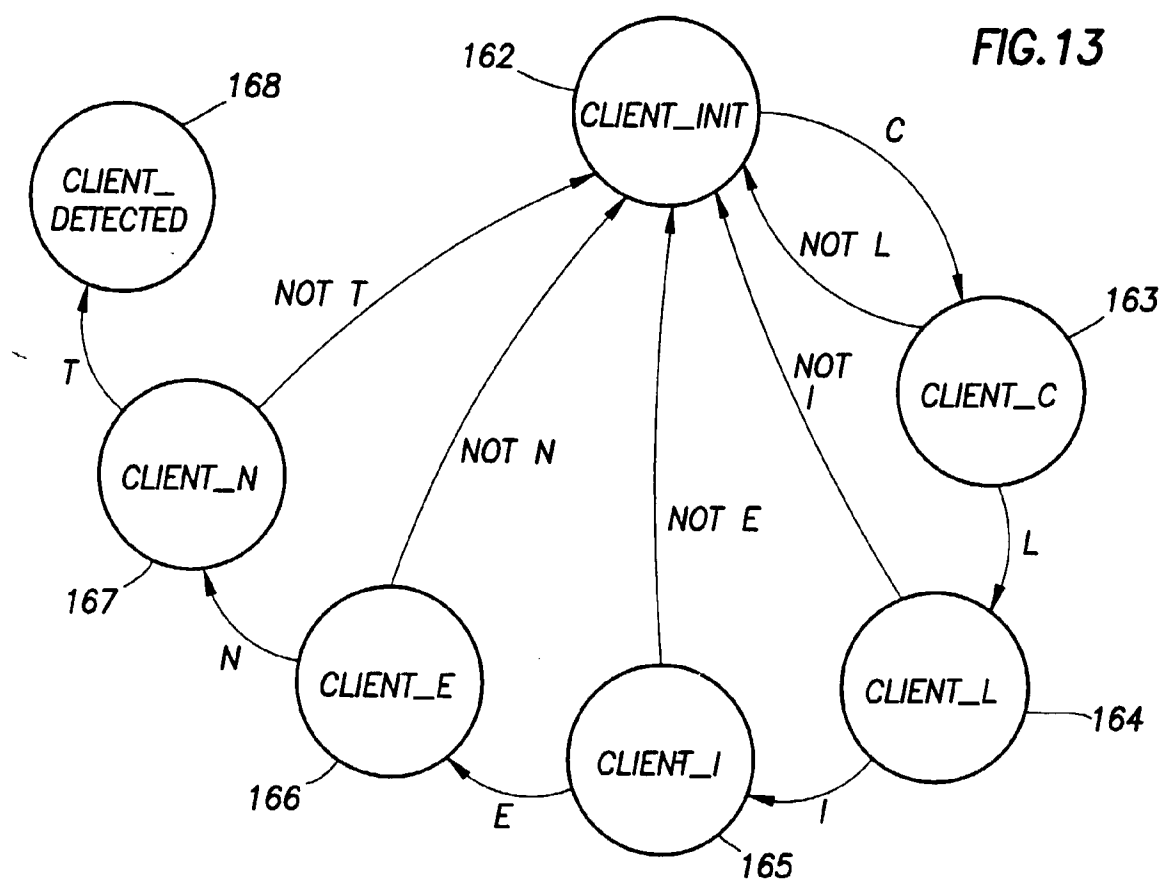 FIG.13
162
CLIENT_INIT
168
CLIENT_
DETECTED
C
NOT L
163
CLIENT_C
NOT T
T
NOT
I
NOT N
CLIENT_N
NOT E
L
167
N
CLIENT_E
CLIENT_L
164
CLIENT_I
166
E
I
165